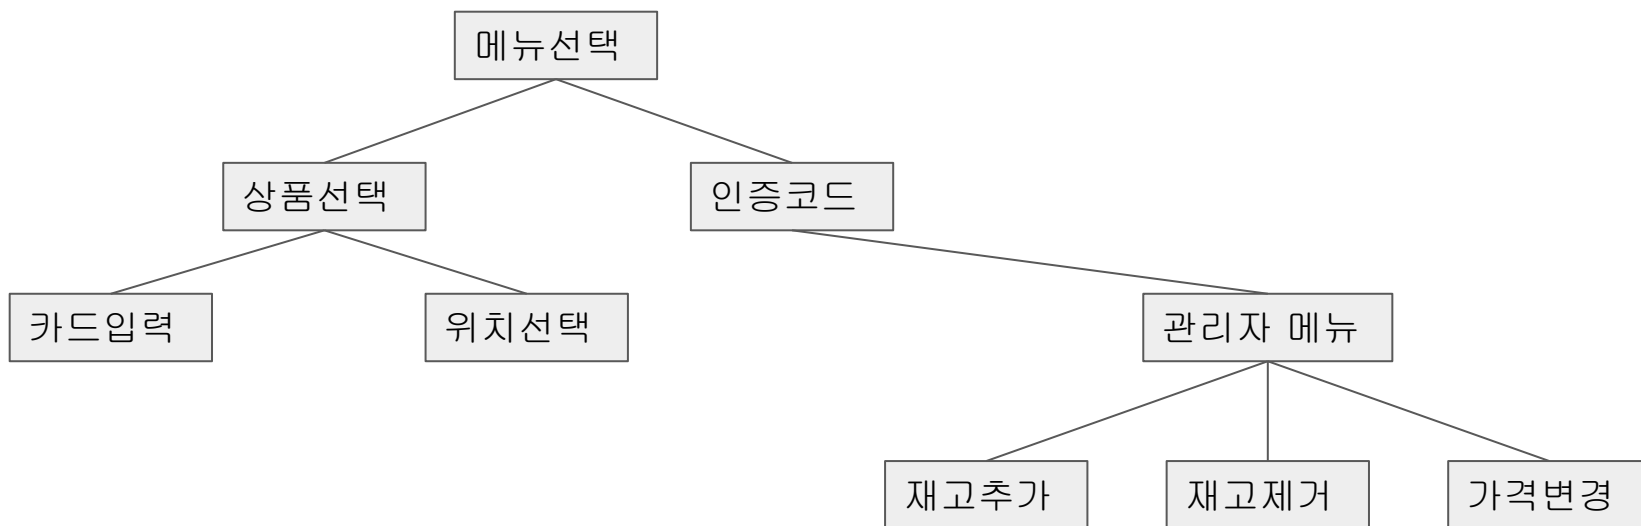 메뉴선택
상품선택
인증코드
카드입력
위치선택
관리자 메뉴
재고추가
재고제거
가격변경